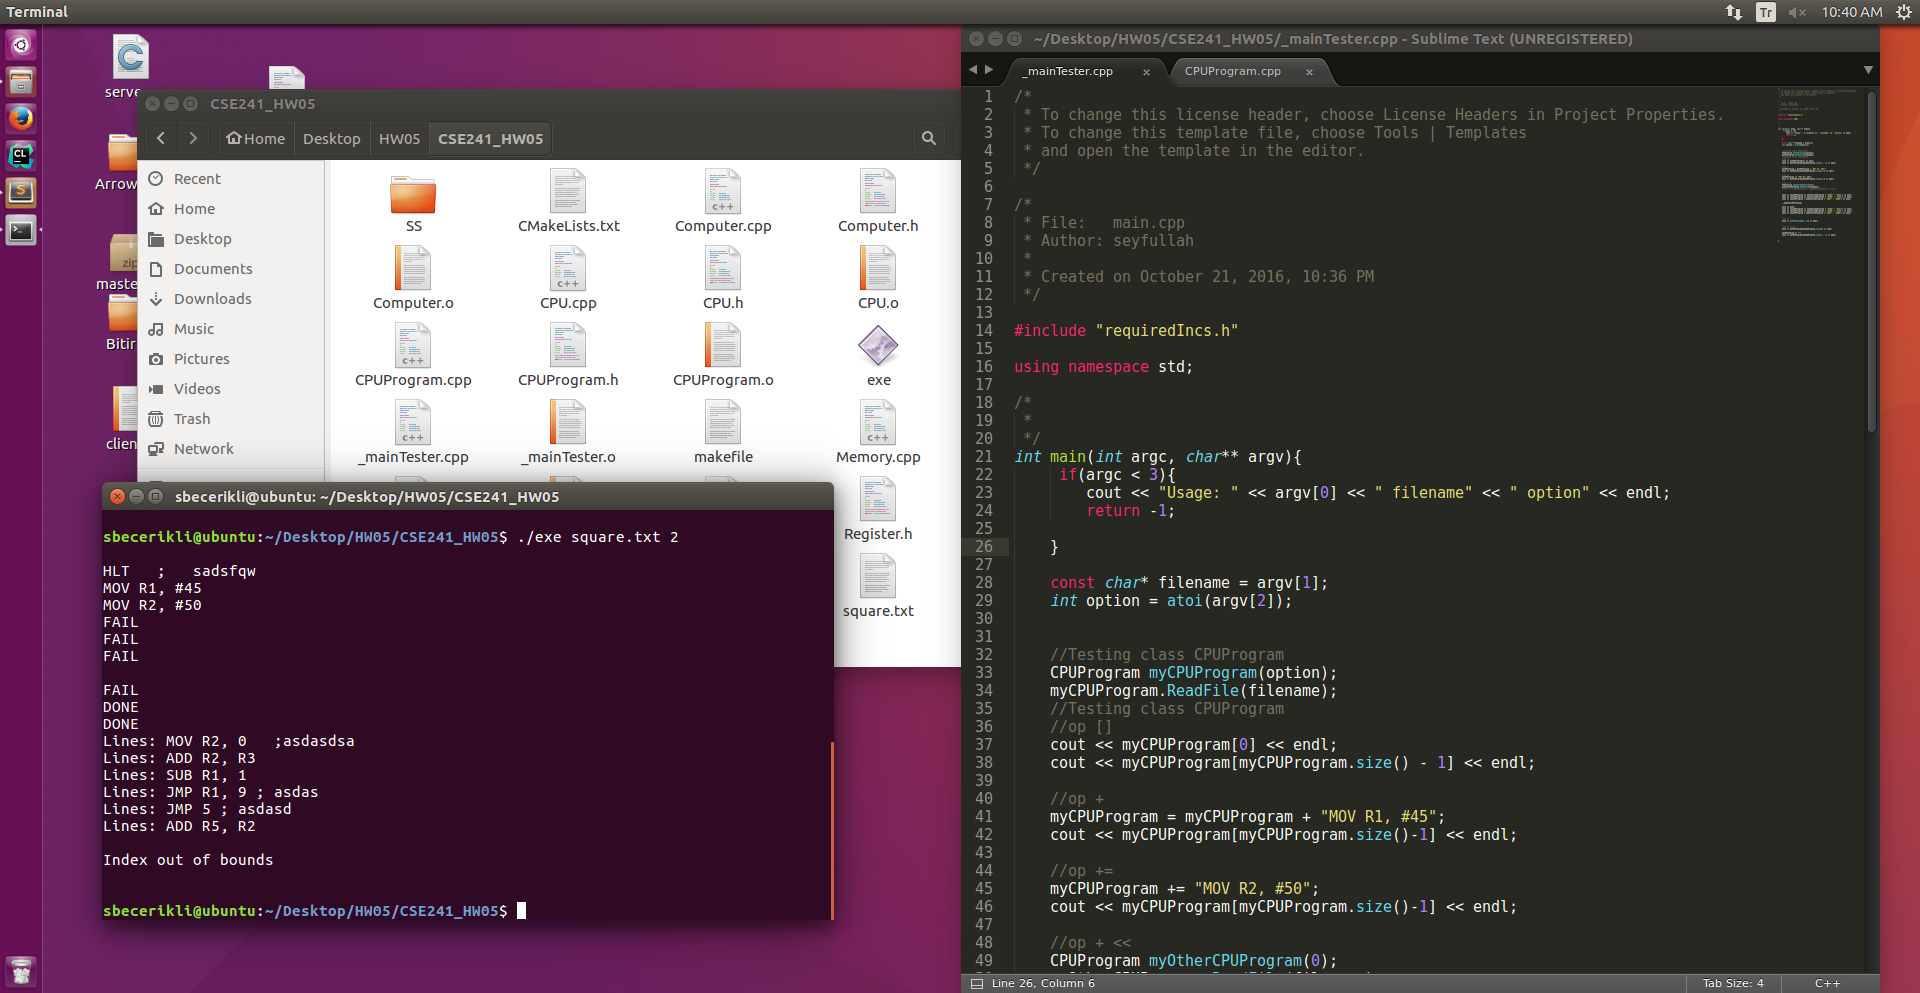 Terminal
Tr
10:40 AM
serve
Arrow
zip
maste
Bitir
clien
CSE241_HW05
Home
Desktop
HW05
CSE241_HW05
Recent
Home
Desktop
Documents
Downloads
Music
Pictures
Videos
Trash
Network
SS
CMakeLists.txt
Computer.cpp
Computer.h
Computer.o
CPU.cpp
CPU.h
CPU.o
CPUProgram.cpp
CPUProgram.h
CPUProgram.o
exe
_mainTester.cpp
_mainTester.o
makefile
Memory.cpp
Register.h
square.txt
sbecerikli@ubuntu: ~/Desktop/HW05/CSE241_HW05
sbecerikli@ubuntu:~/Desktop/HW05/CSE241_HW05$ ./exe square.txt 2
HLT   ;   sadsfqw
MOV R1, #45
MOV R2, #50
FAIL
FAIL
FAIL
FAIL
DONE
DONE
Lines: MOV R2, 0   ;asdasdsa
Lines: ADD R2, R3
Lines: SUB R1, 1
Lines: JMP R1, 9 ; asdas
Lines: JMP 5 ; asdasd
Lines: ADD R5, R2
Index out of bounds
sbecerikli@ubuntu:~/Desktop/HW05/CSE241_HW05$
~/Desktop/HW05/CSE241_HW05/_mainTester.cpp - Sublime Text (UNREGISTERED)
_mainTester.cpp
CPUProgram.cpp
1 /*
2  * To change this license header, choose License Headers in Project Properties.
3  * To change this template file, choose Tools | Templates
4  * and open the template in the editor.
5  */
6
7 /*
8  * File:   main.cpp
9  * Author: seyfullah
10  *
11  * Created on October 21, 2016, 10:36 PM
12  */
13
14 #include "requiredIncs.h"
15
16 using namespace std;
17
18 /*
19  *
20  */
21 int main(int argc, char** argv){
22      if(argc < 3){
23         cout << "Usage: " << argv[0] << " filename" << " option" << endl;
24         return -1;
25
26     }
27
28     const char* filename = argv[1];
29     int option = atoi(argv[2]);
30
31
32     //Testing class CPUProgram
33     CPUProgram myCPUProgram(option);
34     myCPUProgram.ReadFile(filename);
35     //Testing class CPUProgram
36     //op []
37     cout << myCPUProgram[0] << endl;
38     cout << myCPUProgram[myCPUProgram.size() - 1] << endl;
39
40     //op +
41     myCPUProgram = myCPUProgram + "MOV R1, #45";
42     cout << myCPUProgram[myCPUProgram.size()-1] << endl;
43
44     //op +=
45     myCPUProgram += "MOV R2, #50";
46     cout << myCPUProgram[myCPUProgram.size()-1] << endl;
47
48     //op + <<
49     CPUProgram myOtherCPUProgram(0);
Line 26, Column 6
Tab Size: 4
C++